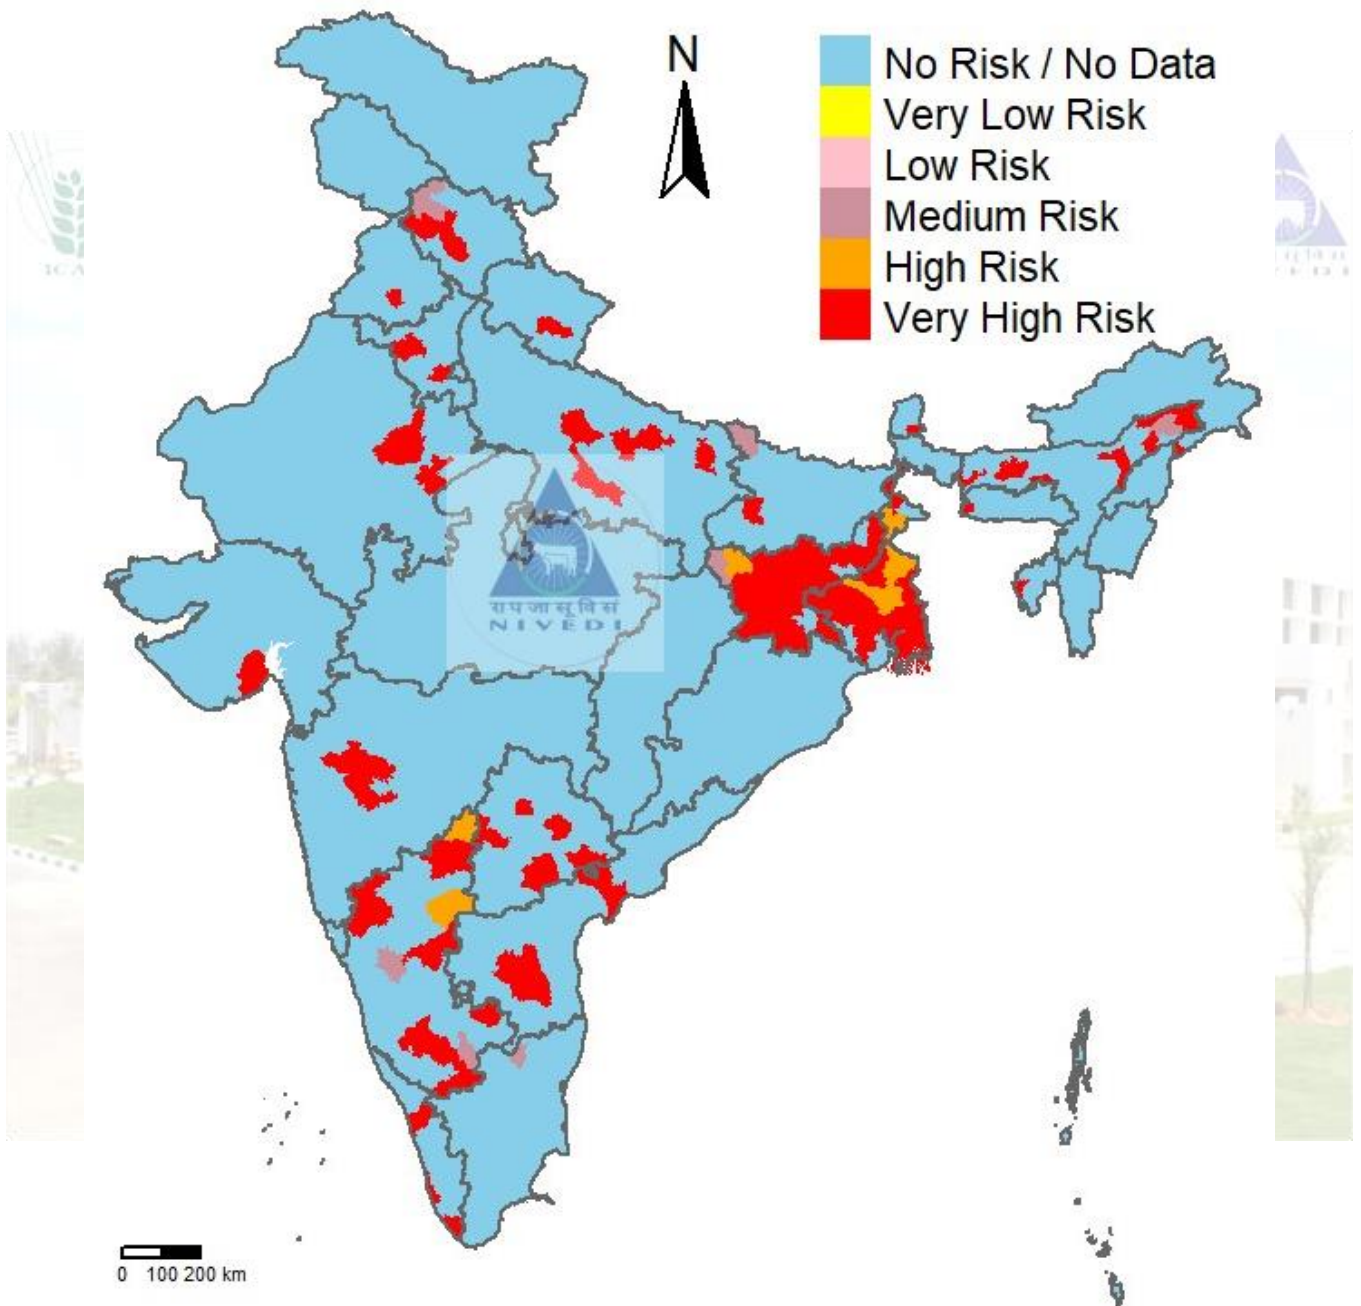 N
No Risk / No Data
Very Low Risk
Low Risk
Medium Risk
High Risk
Very High Risk
रा प जा सू वि सं
NIVEDI
0 100 200 km